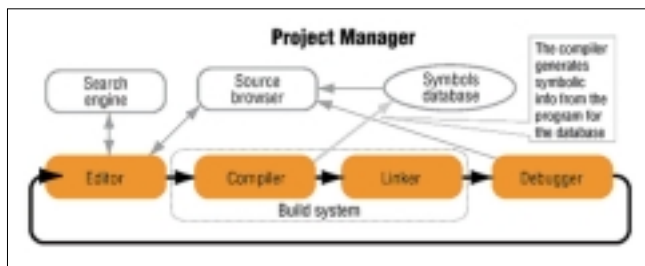 Project Manager
Search
engine
Source
browser
Symbols
database
The compiler
generates
symbolic
info from the
program for
the database
Editor
Compiler
Linker
Debugger
Build system